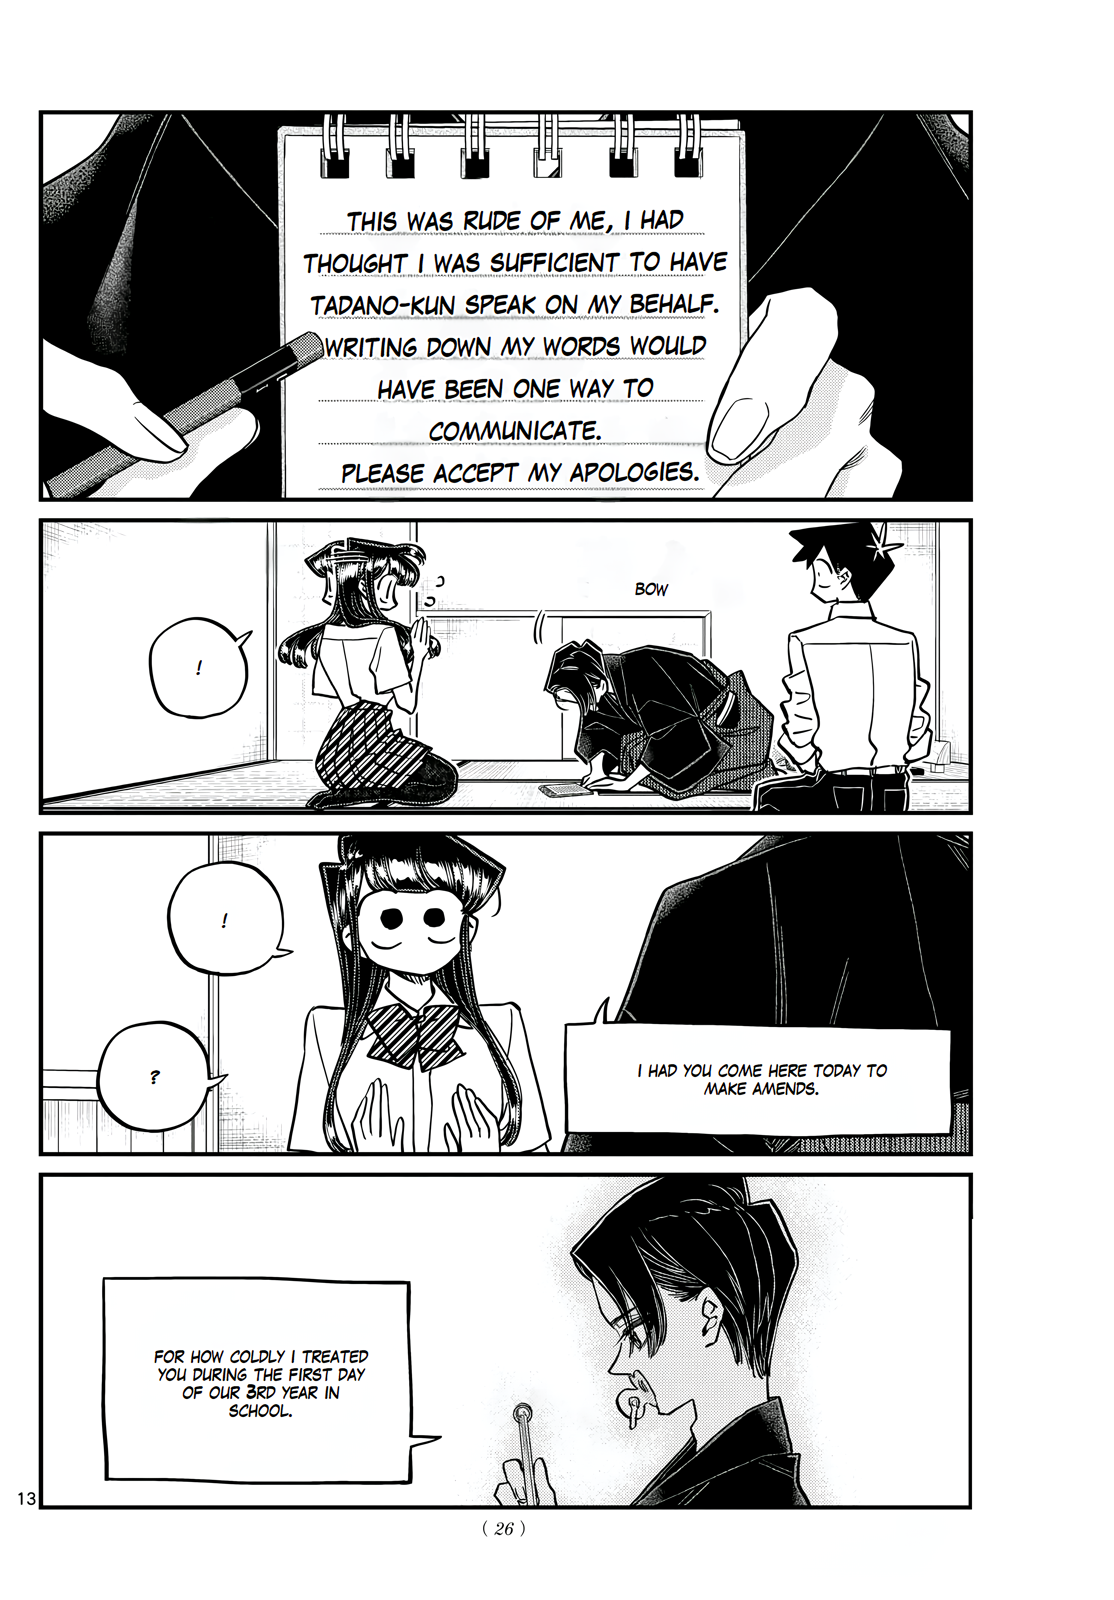 THIS WAS RUDE OF ME, I HAD
THOUGHT I WAS SUFFICIENT TO HAVE
TADANO-KUN SPEAK ON MY BEHALF.
WRITING DOWN MY WORDS WOULD
HAVE BEEN ONE WAY TO
COMMUNICATE.
PLEASE ACCEPT MY APOLOGIES.
BOW
!
!
I HAD YOU COME HERE TODAY TO
MAKE AMENDS.
?
FOR HOW COLDLY I TREATED
YOU DURING THE FIRST DAY
OF OUR 3RD YEAR IN
SCHOOL.
13
(26)